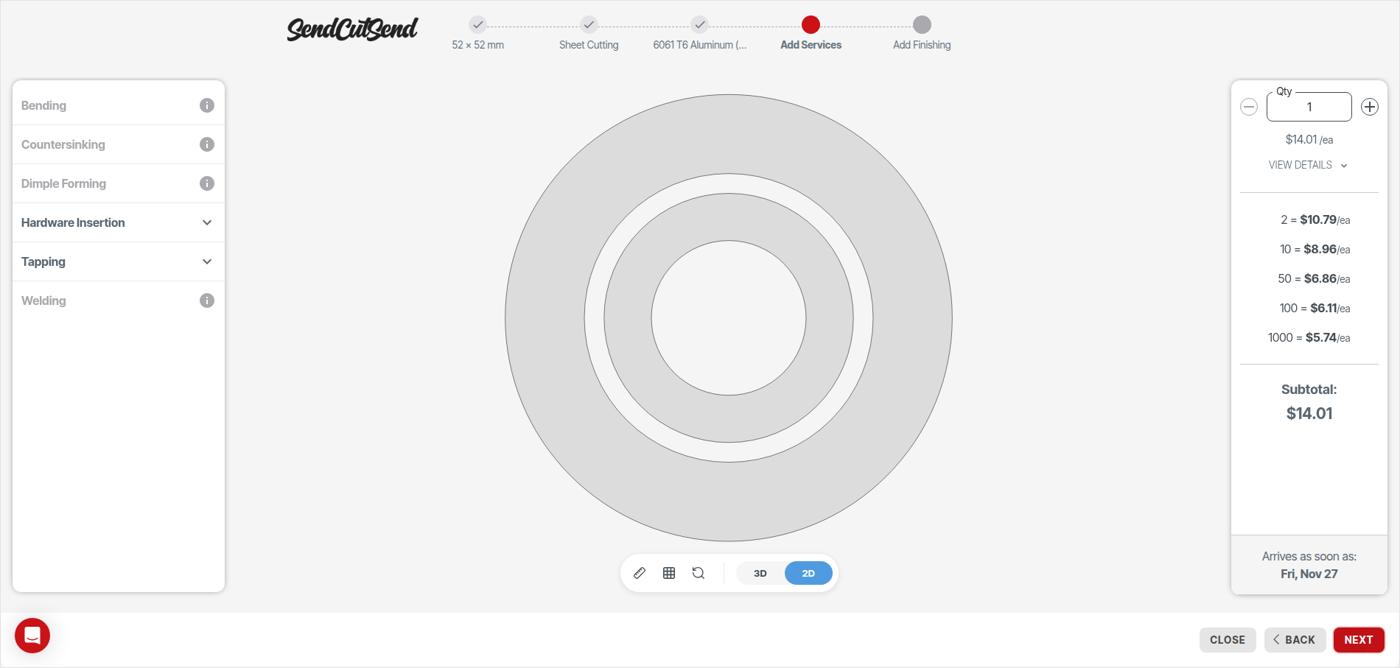 SendCutSend
52 × 52 mm
Sheet Cutting
6061 T6 Aluminum (...
Add Services
Add Finishing
Bending
Countersinking
Dimple Forming
Hardware Insertion
Tapping
Welding
Qty
1
$14.01 /ea
VIEW DETAILS
2 = $10.79/ea
10 = $8.96/ea
50 = $6.86/ea
100 = $6.11/ea
1000 = $5.74/ea
Subtotal:
$14.01
Arrives as soon as:
Fri, Nov 27
3D
2D
CLOSE
BACK
NEXT